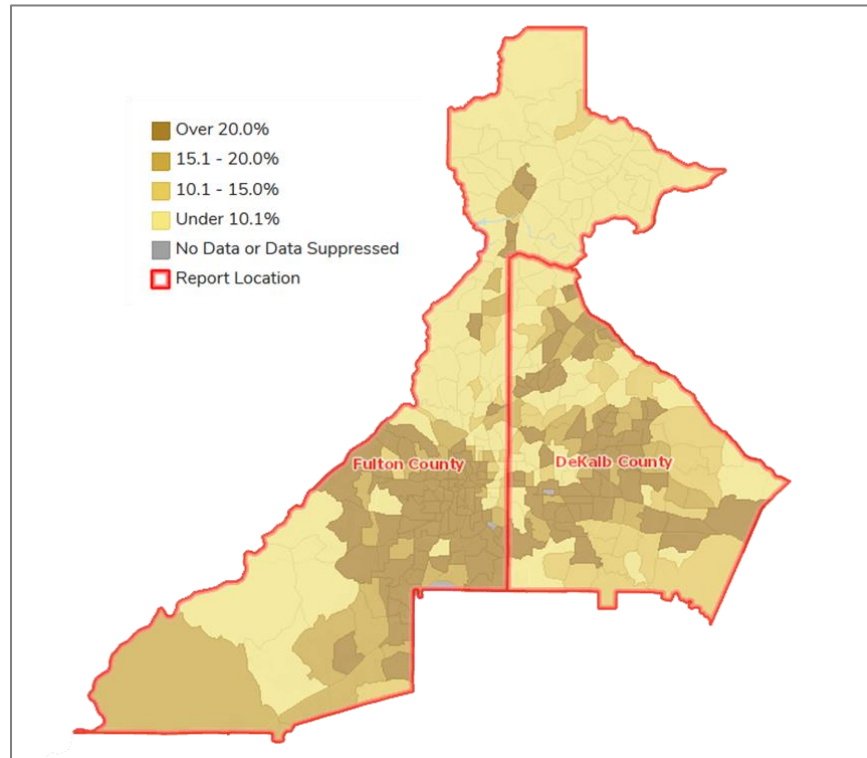 Over 20.0%
15.1 - 20.0%
10.1 - 15.0%
Under 10.1%
No Data or Data Suppressed
Report Location
Fulton County
DeKalb County